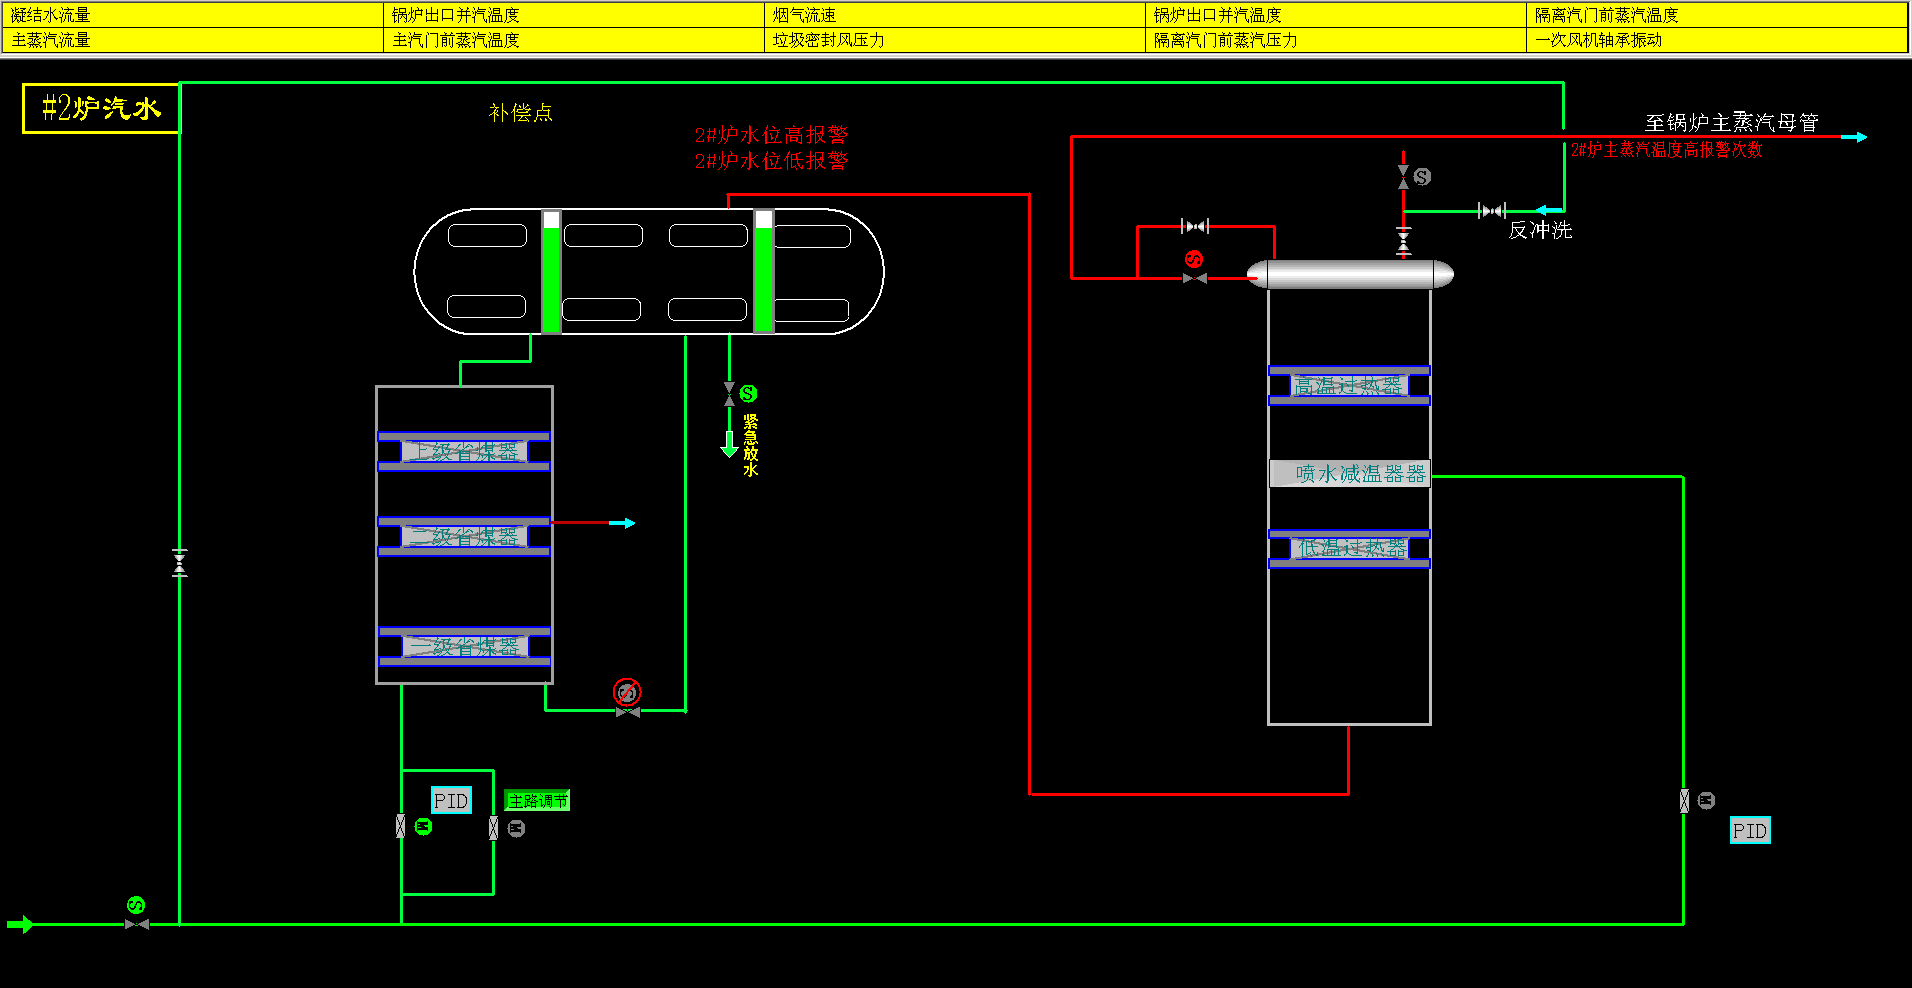 凝结水流量 锅炉出口并汽温度 烟气流速 锅炉出口并汽温度 隔离汽门前蒸汽温度
主蒸汽流量 主汽门前蒸汽温度 垃圾密封风压力 隔离汽门前蒸汽压力 一次风机轴承振动
#2炉汽水
补偿点
2#炉水位高报警
2#炉水位低报警
至锅炉主蒸汽母管
2#炉主蒸汽温度高报警次数
S
反冲洗
S
高温过热器
S
紧急放水
上级省煤器
喷水减温器器
二级省煤器
低温过热器
一级省煤器
S
PID
主路调节
M
M
M
PID
S